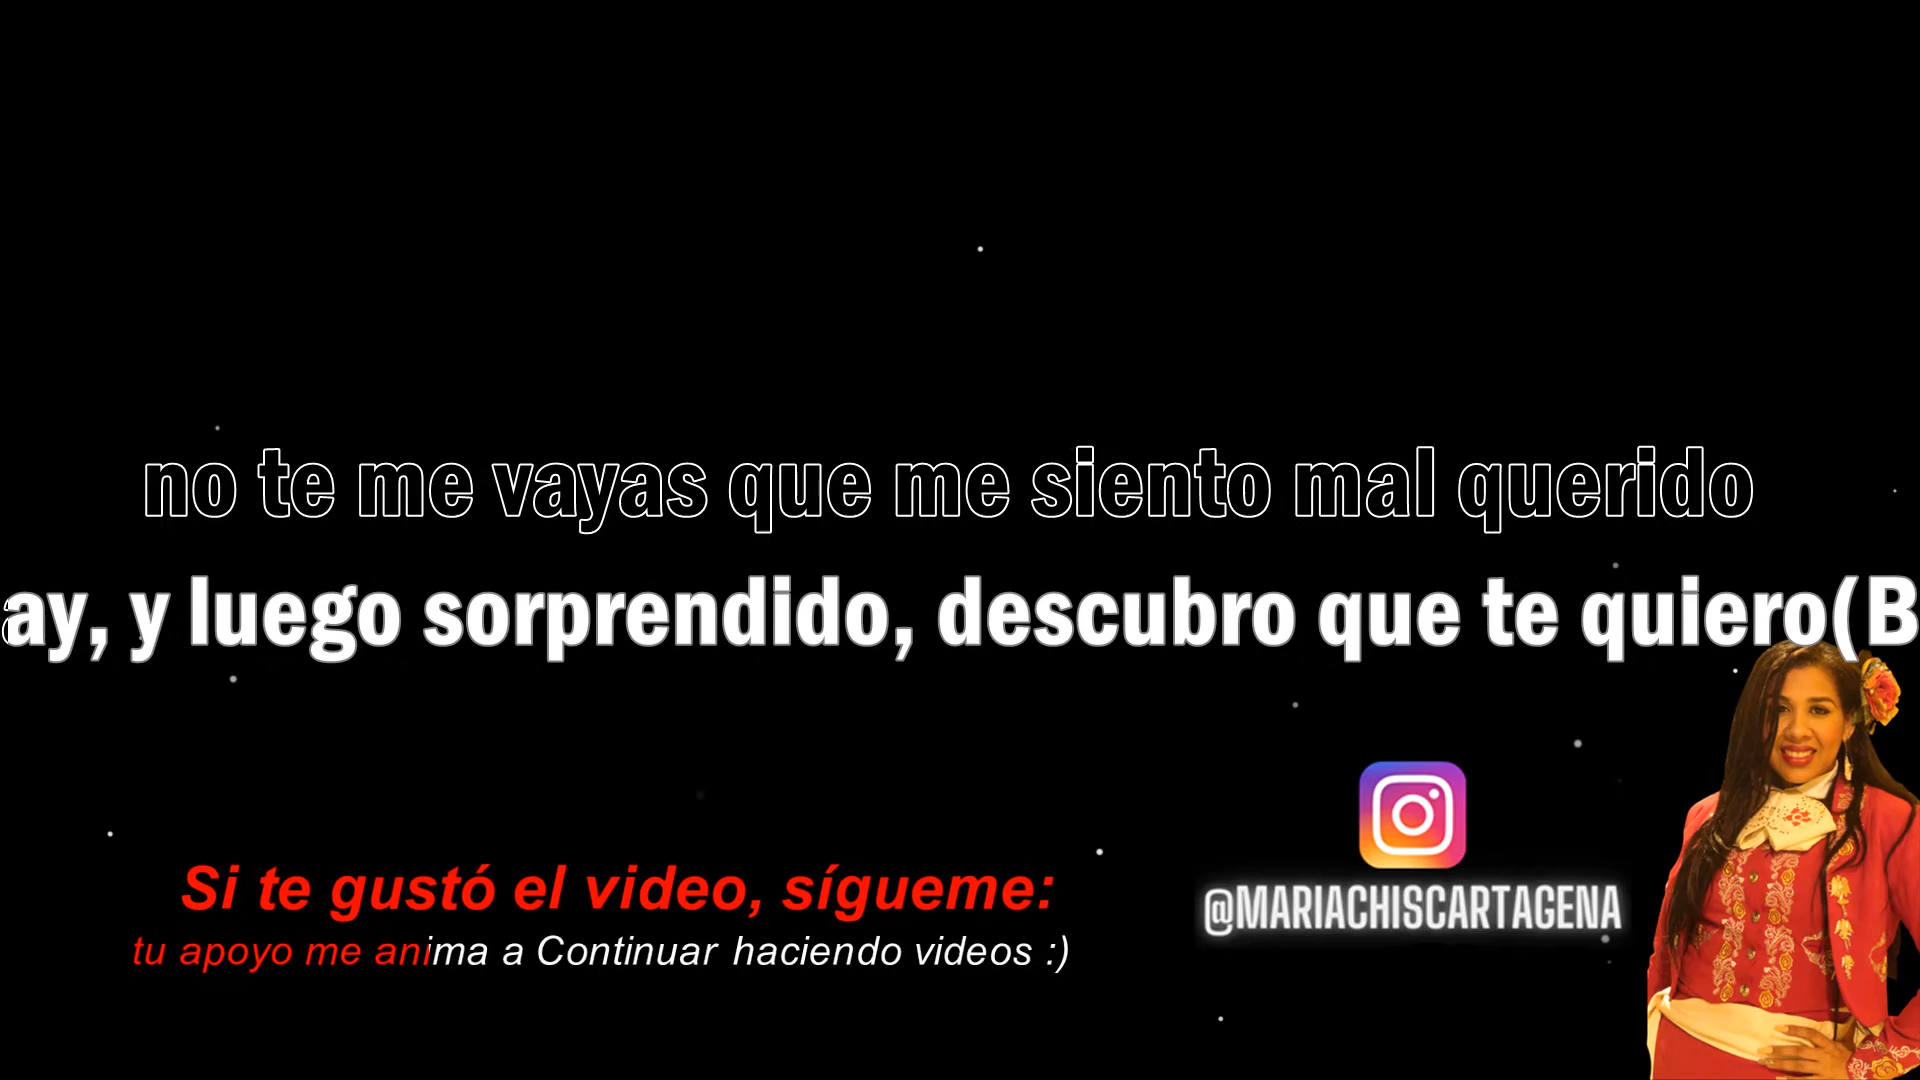 no te me vayas que me siento mal querido
ay, y luego sorprendido, descubro que te quiero(B
Si te gustó el video, sígueme:
tu apoyo me anima a Continuar haciendo videos :)
@MARIACHISCARTAGENA